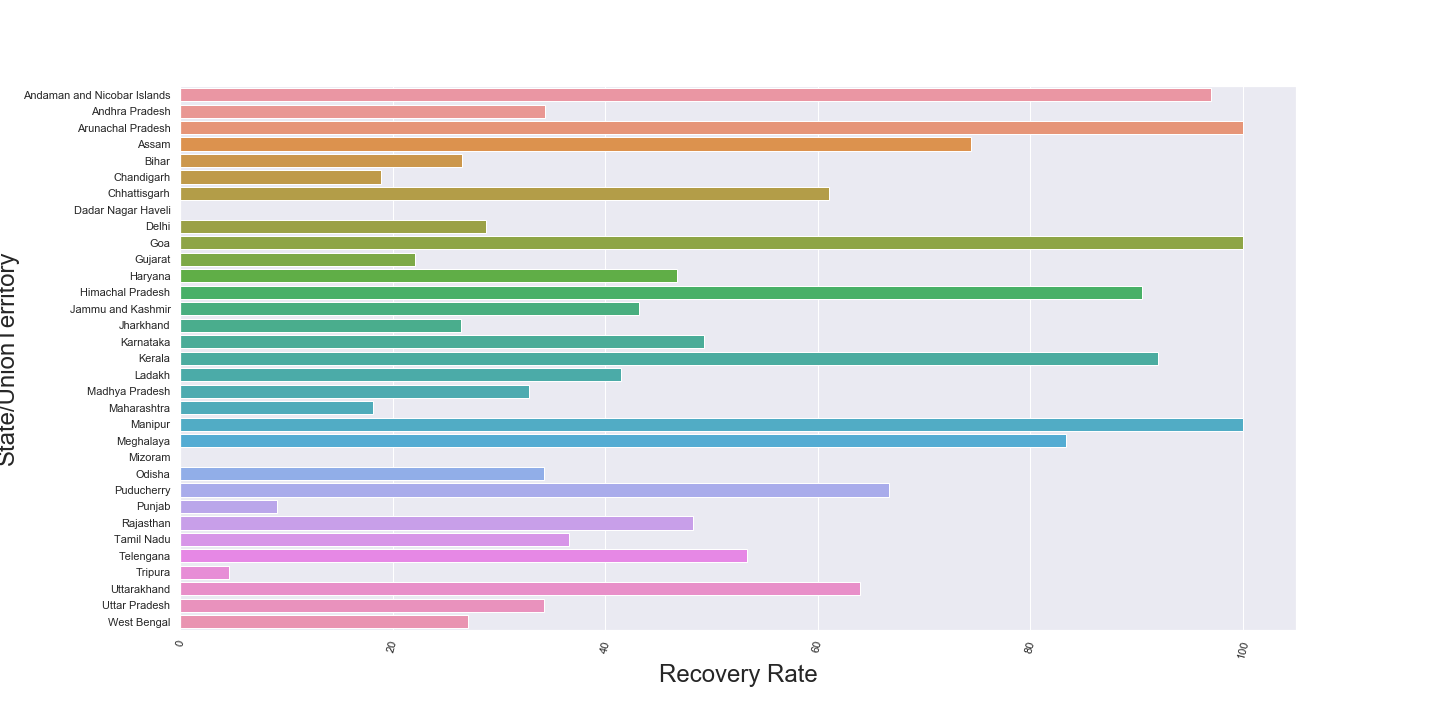 Andaman and Nicobar Islands
Andhra Pradesh
Arunachal Pradesh
Assam
Bihar
Chandigarh
Chhattisgarh
Dadar Nagar Haveli
Delhi
Goa
Gujarat
Haryana
Himachal Pradesh
Jammu and Kashmir
Jharkhand
Karnataka
Kerala
Ladakh
Madhya Pradesh
Maharashtra
Manipur
Meghalaya
Mizoram
Odisha
Puducherry
Punjab
Rajasthan
Tamil Nadu
Telengana
Tripura
Uttarakhand
Uttar Pradesh
West Bengal
State/UnionTerritory
0 20 40 60 80 100
Recovery Rate